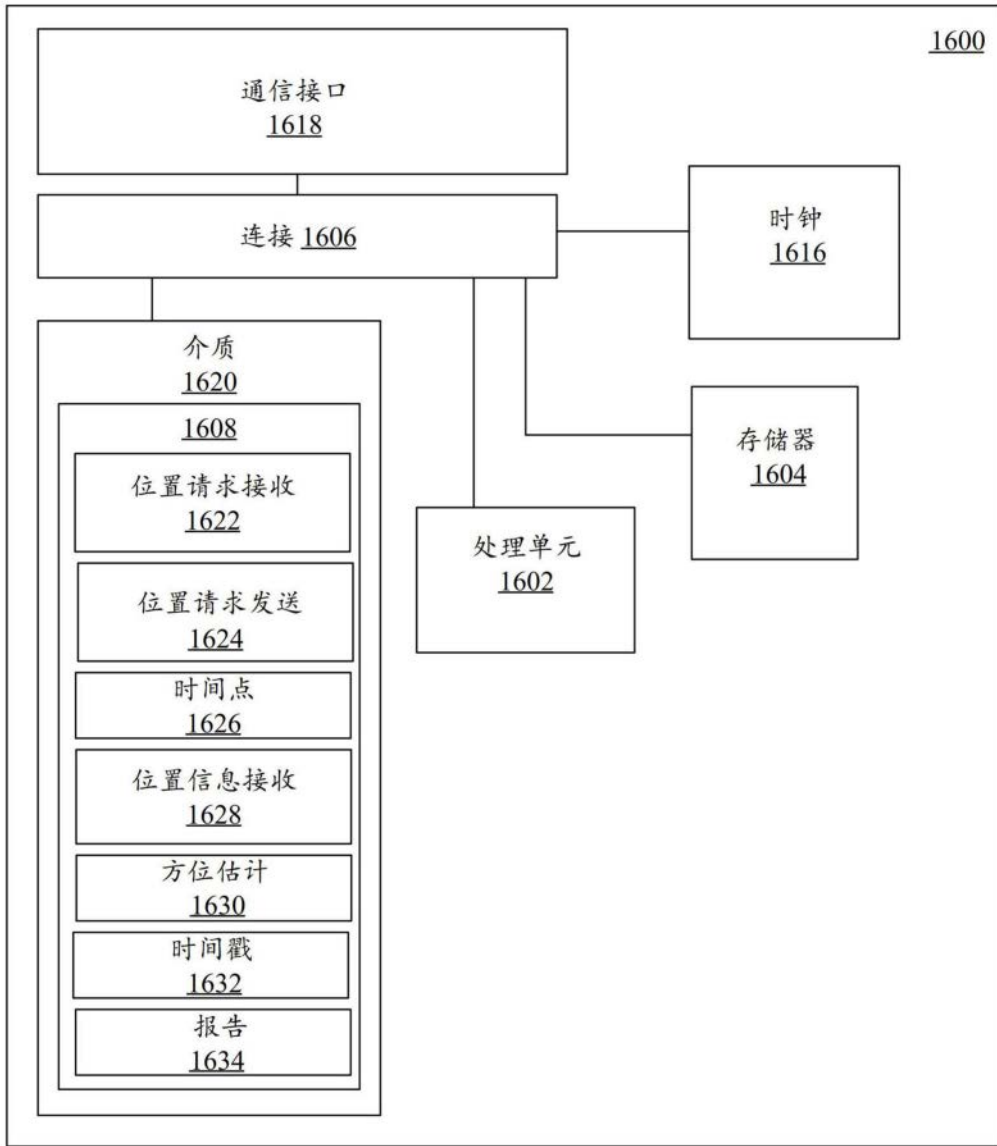 1600
通信接口
1618
连接 1606
时钟
1616
介质
1620
1608
位置请求接收
1622
位置请求发送
1624
时间点
1626
位置信息接收
1628
方位估计
1630
时间戳
1632
报告
1634
处理单元
1602
存储器
1604